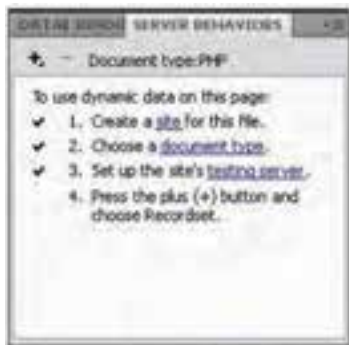 SERVER BEHAVIORS
Document type:PHP
To use dynamic data on this page:
1. Create a site for this file.
2. Choose a document type.
3. Set up the site's testing server.
4. Press the plus (+) button and
choose Recordset.